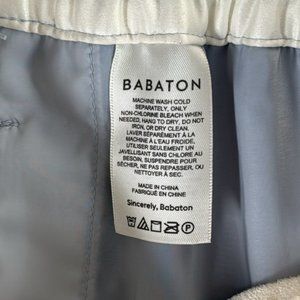 BABATON
MACHINE WASH COLD
SEPARATELY, ONLY
NON-CHLORINE BLEACH WHEN
NEEDED, HANG TO DRY, DO NOT
IRON, OR DRY CLEAN.
LAVER SÉPARÉMENT À LA
MACHINE À L'EAU FROIDE,
UTILISER SEULEMENT UN
JAVELLISANT SANS CHLORE AU
BESOIN, SUSPENDRE POUR
SÉCHER, NE PAS REPASSER, OU
NETTOYER À SEC.
MADE IN CHINA
FABRIQUÉ EN CHINE
Sincerely, Babaton
P